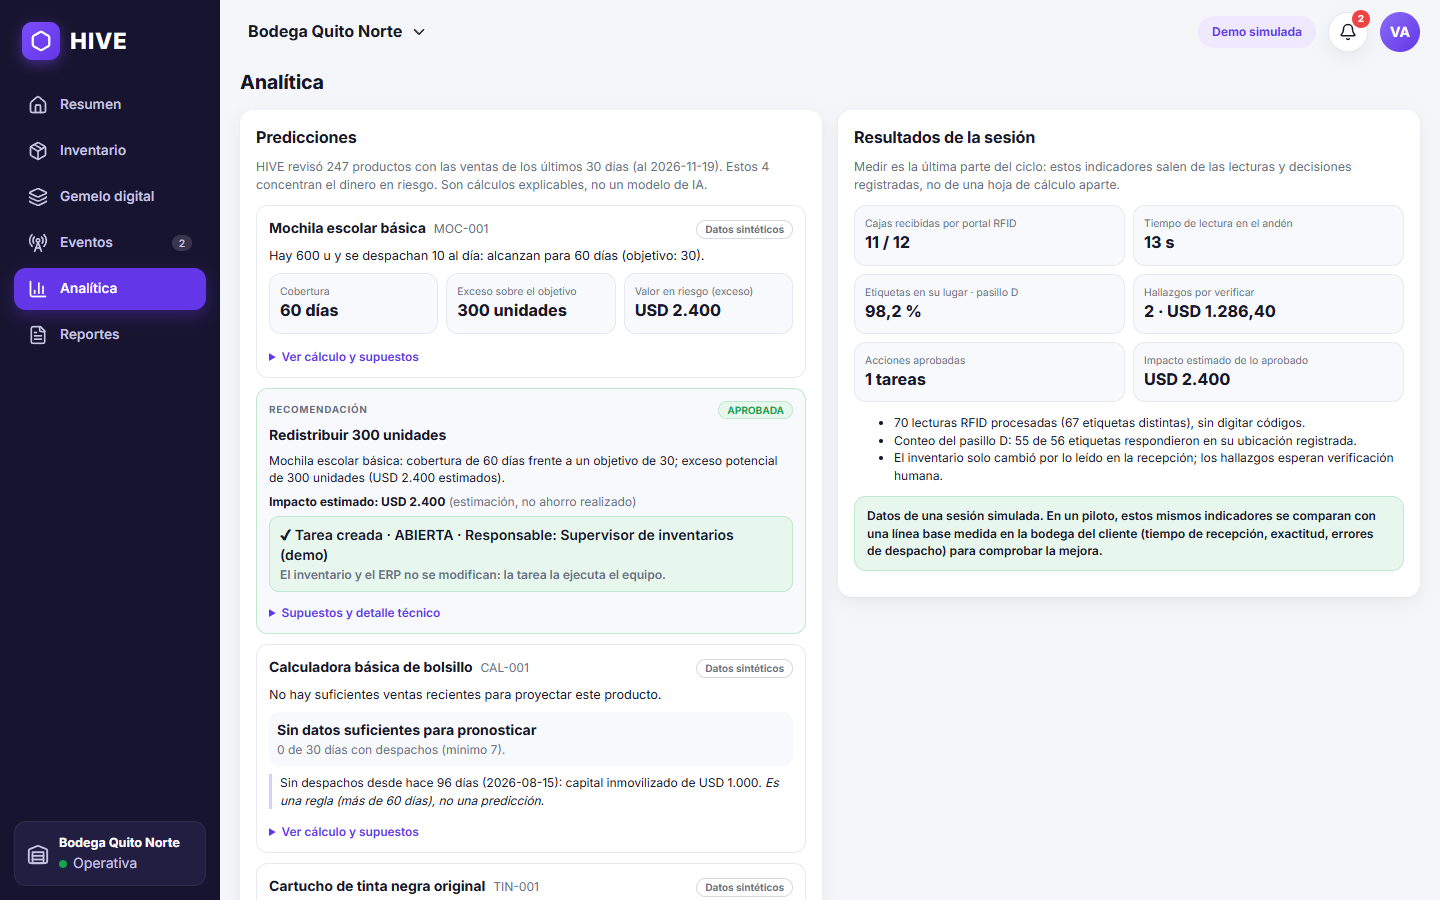 HIVE
Resumen
Inventario
Gemelo digital
Eventos 2
Analítica
Reportes
Bodega Quito Norte
Operativa
Bodega Quito Norte
Demo simulada
2
VA
Analítica
Predicciones
HIVE revisó 247 productos con las ventas de los últimos 30 días (al 2026-11-19). Estos 4
concentran el dinero en riesgo. Son cálculos explicables, no un modelo de IA.
Mochila escolar básica MOC-001
Datos sintéticos
Hay 600 u y se despachan 10 al día: alcanzan para 60 días (objetivo: 30).
Cobertura
60 días
Exceso sobre el objetivo
300 unidades
Valor en riesgo (exceso)
USD 2.400
Ver cálculo y supuestos
RECOMENDACIÓN
APROBADA
Redistribuir 300 unidades
Mochila escolar básica: cobertura de 60 días frente a un objetivo de 30; exceso potencial
de 300 unidades (USD 2.400 estimados).
Impacto estimado: USD 2.400 (estimación, no ahorro realizado)
✓ Tarea creada · ABIERTA · Responsable: Supervisor de inventarios
(demo)
El inventario y el ERP no se modifican: la tarea la ejecuta el equipo.
Supuestos y detalle técnico
Calculadora básica de bolsillo CAL-001
Datos sintéticos
No hay suficientes ventas recientes para proyectar este producto.
Sin datos suficientes para pronosticar
0 de 30 días con despachos (mínimo 7).
Sin despachos desde hace 96 días (2026-08-15): capital inmovilizado de USD 1.000. Es
una regla (más de 60 días), no una predicción.
Ver cálculo y supuestos
Cartucho de tinta negra original TIN-001
Datos sintéticos
Resultados de la sesión
Medir es la última parte del ciclo: estos indicadores salen de las lecturas y decisiones
registradas, no de una hoja de cálculo aparte.
Cajas recibidas por portal RFID
11 / 12
Tiempo de lectura en el andén
13 s
Etiquetas en su lugar · pasillo D
98,2 %
Hallazgos por verificar
2 · USD 1.286,40
Acciones aprobadas
1 tareas
Impacto estimado de lo aprobado
USD 2.400
• 70 lecturas RFID procesadas (67 etiquetas distintas), sin digitar códigos.
• Conteo del pasillo D: 55 de 56 etiquetas respondieron en su ubicación registrada.
• El inventario solo cambió por lo leído en la recepción; los hallazgos esperan verificación
humana.
Datos de una sesión simulada. En un piloto, estos mismos indicadores se comparan con
una línea base medida en la bodega del cliente (tiempo de recepción, exactitud, errores
de despacho) para comprobar la mejora.